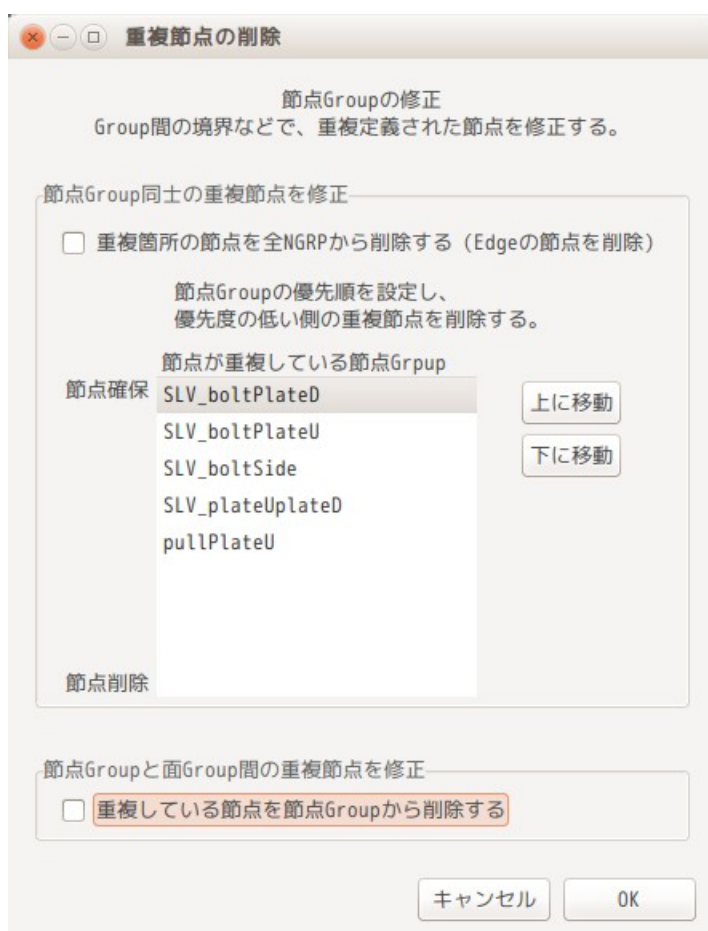 重複節点の削除
節点Groupの修正
Group間の境界などで、重複定義された節点を修正する。
節点Group同士の重複節点を修正
重複箇所の節点を全NGRPから削除する (Edgeの節点を削除)
節点Groupの優先順を設定し、
優先度の低い側の重複節点を削除する。
節点が重複している節点Grpup
節点確保
SLV_boltPlateD
上に移動
SLV_boltPlateU
下に移動
SLV_boltSide
SLV_plateUplateD
pullPlateU
節点削除
節点Groupと面Group間の重複節点を修正
重複している節点を節点Groupから削除する
キャンセル
OK